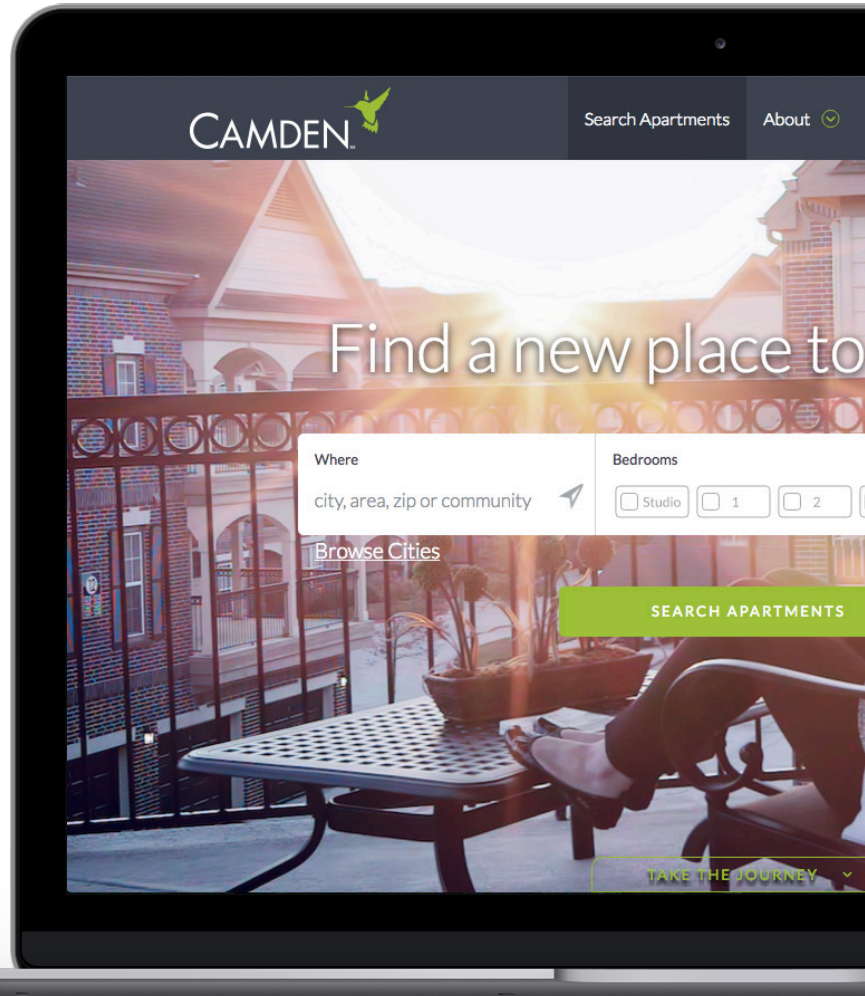 CAMDEN
Search Apartments
About
Find a new place to
Where
Bedrooms
city, area, zip or community
Studio
1
2
Browse Cities
SEARCH APARTMENTS
TAKE THE JOURNEY